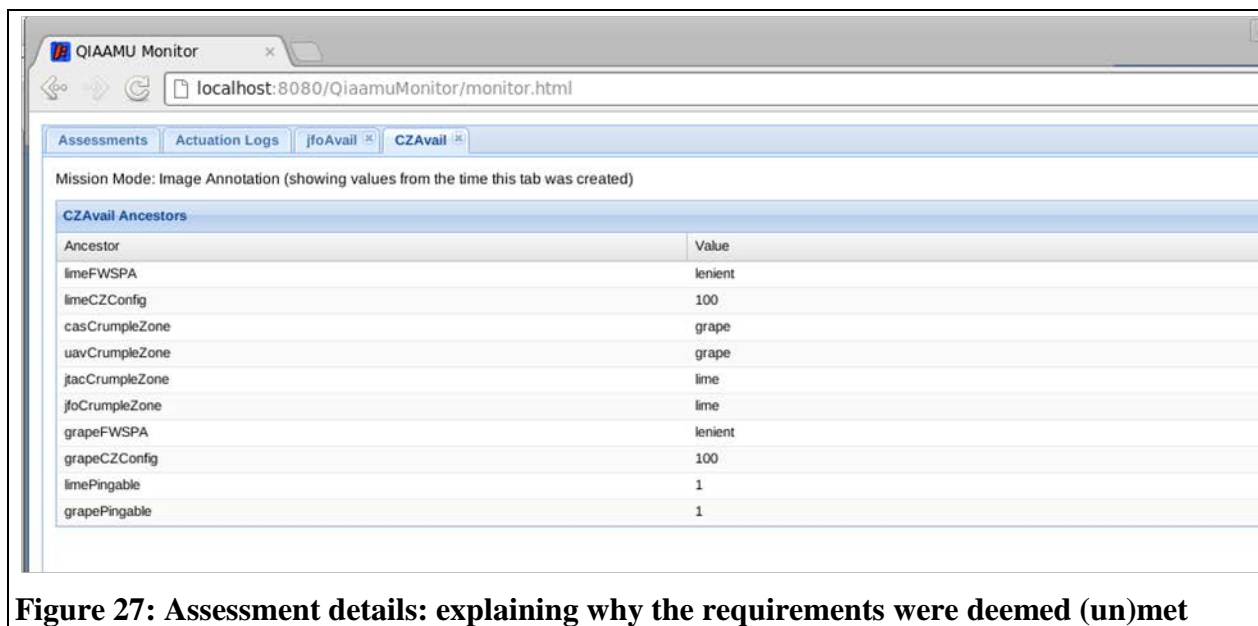 QIAAMU Monitor
localhost:8080/QiaamuMonitor/monitor.html
Assessments Actuation Logs jfoAvail CZAvail
Mission Mode: Image Annotation (showing values from the time this tab was created)
CZAvail Ancestors
Ancestor Value
limeFWSPA lenient
limeCZConfig 100
casCrumpleZone grape
uavCrumpleZone grape
jtacCrumpleZone lime
jfoCrumpleZone lime
grapeFWSPA lenient
grapeCZConfig 100
limePingable 1
grapePingable 1
Figure 27: Assessment details: explaining why the requirements were deemed (un)met